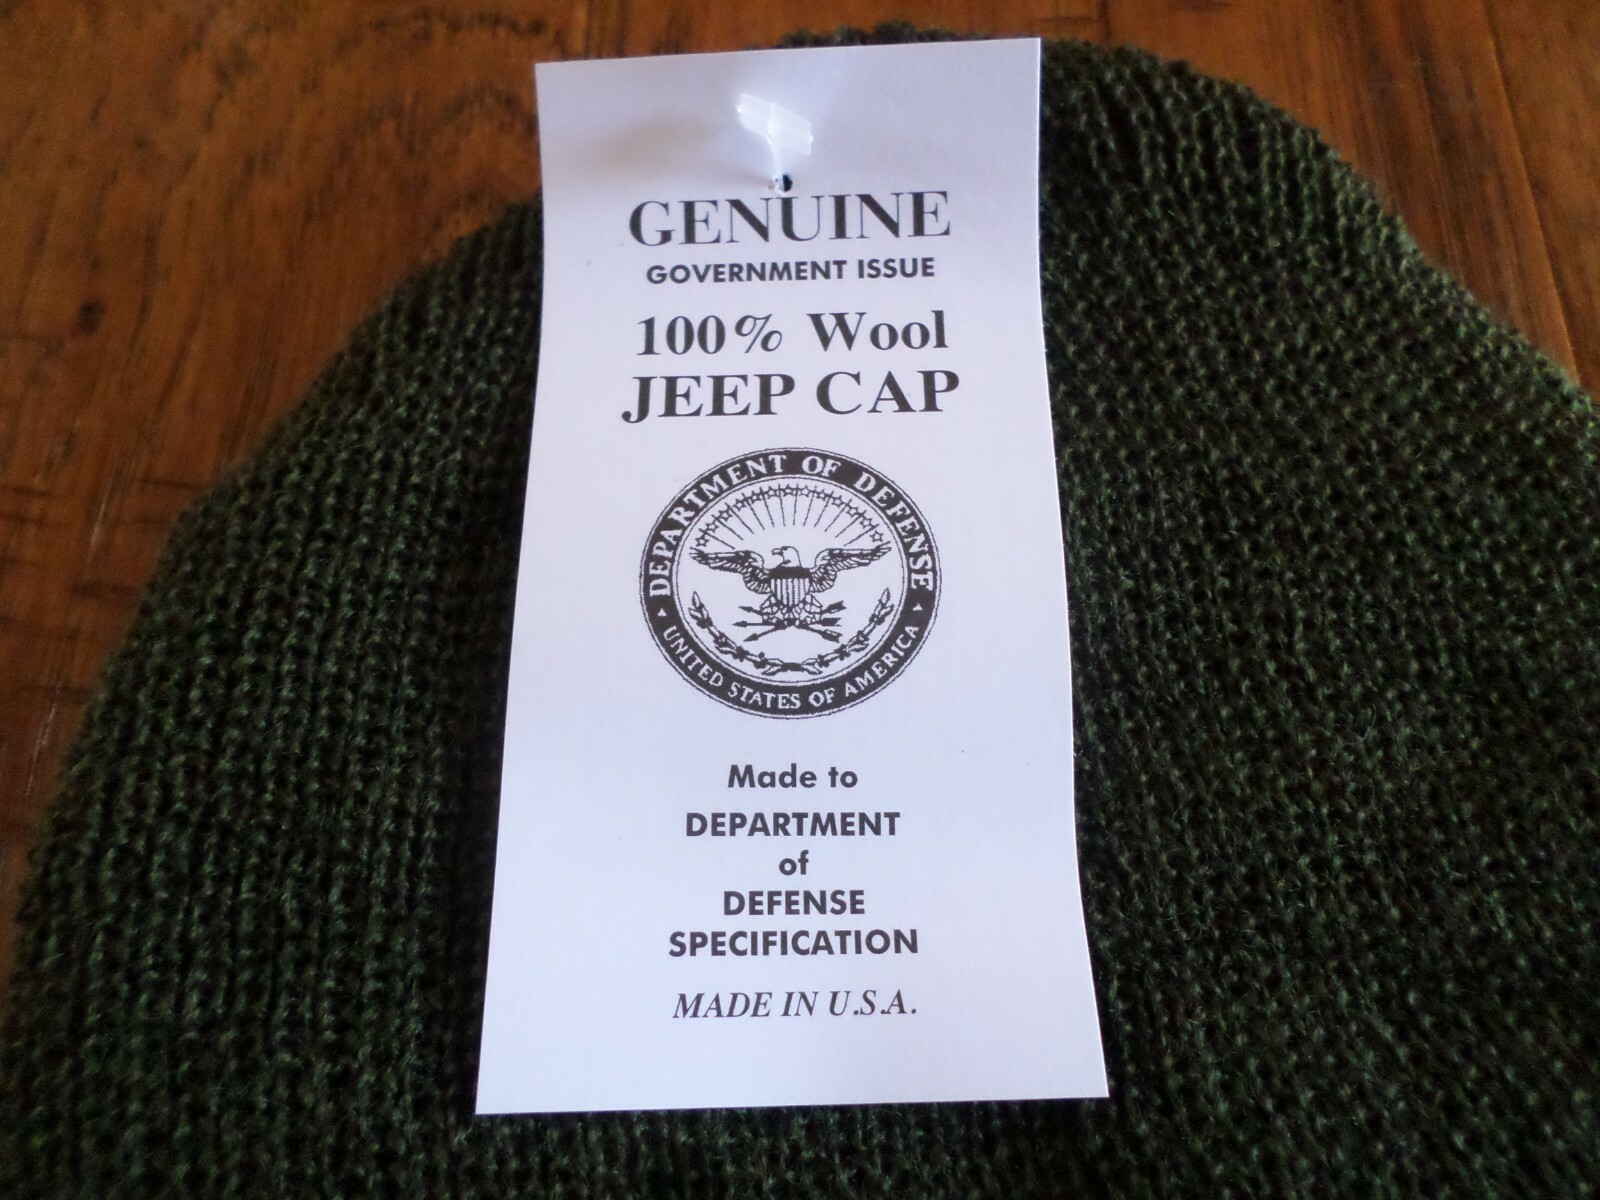 GENUINE
GOVERNMENT ISSUE
100% Wool
JEEP CAP
DEPARTMENT OF DEFENSE
UNITED STATES OF AMERICA
Made to
DEPARTMENT
of
DEFENSE
SPECIFICATION
MADE IN U.S.A.